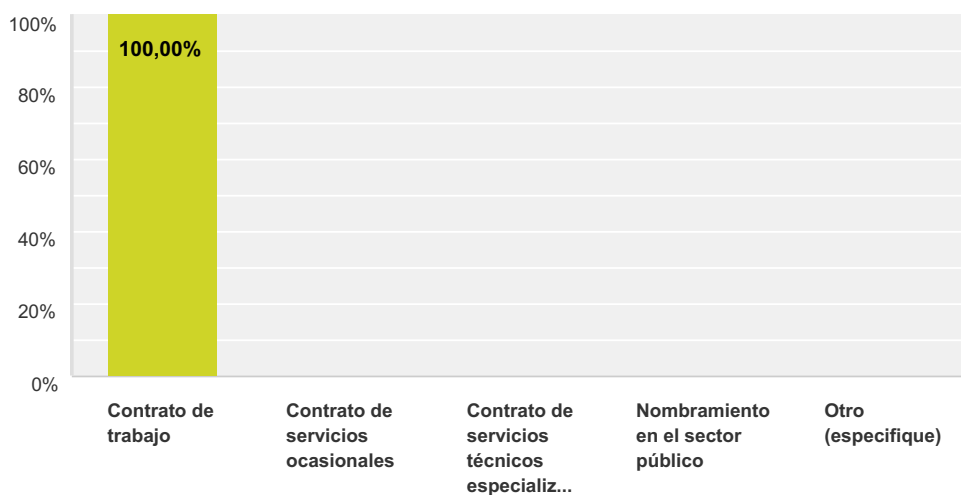 100%
100,00%
80%
60%
40%
20%
0%
Contrato de
trabajo
Contrato de
servicios
ocasionales
Contrato de
servicios
técnicos
especializ...
Nombramiento
en el sector
público
Otro
(especifique)